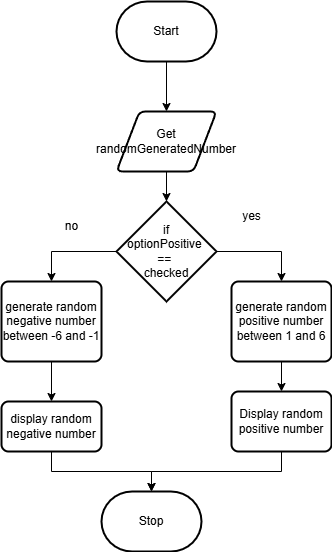 Start
Get
randomGeneratedNumber
if
optionPositive
==
checked
no
yes
generate random
negative number
between -6 and -1
generate random
positive number
between 1 and 6
display random
negative number
Display random
positive number
Stop